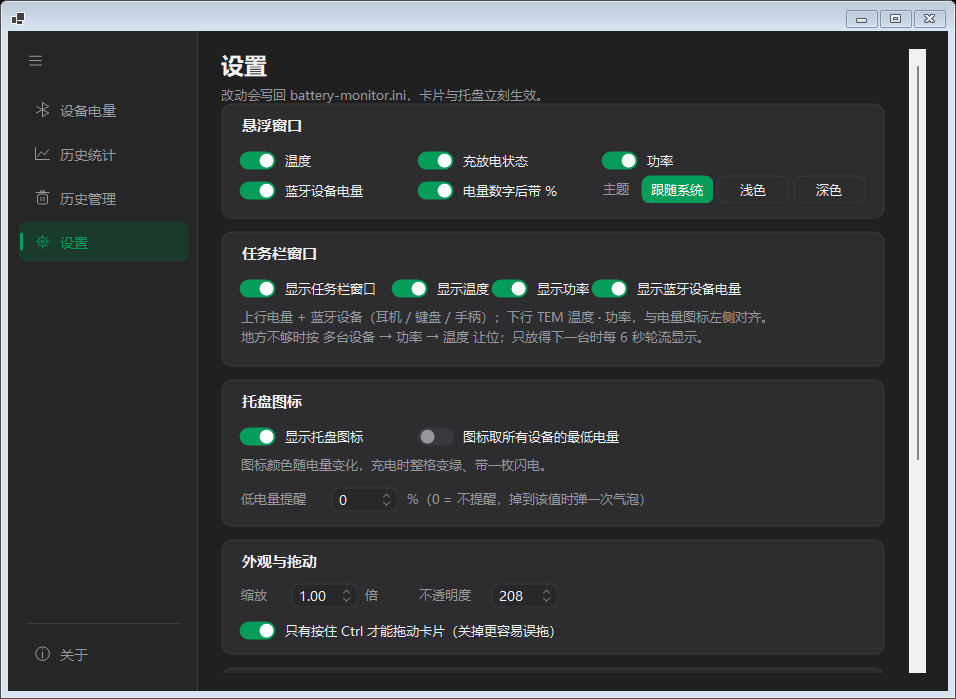 设备电量
历史统计
历史管理
设置
关于
设置
改动会写回 battery-monitor.ini，卡片与托盘立刻生效。
悬浮窗口
温度 充放电状态 功率
蓝牙设备电量 电量数字后带 % 主题 跟随系统 浅色 深色
任务栏窗口
显示任务栏窗口 显示温度 显示功率 显示蓝牙设备电量
上行电量 + 蓝牙设备（耳机 / 键盘 / 手柄）；下行 TEM 温度 · 功率，与电量图标左侧对齐。
地方不够时按 多台设备 → 功率 → 温度 让位；只放得下一台时每 6 秒轮流显示。
托盘图标
显示托盘图标 图标取所有设备的最低电量
图标颜色随电量变化，充电时整格变绿、带一枚闪电。
低电量提醒 0 %（0 = 不提醒，掉到该值时弹一次气泡）
外观与拖动
缩放 1.00 倍 不透明度 208
只有按住 Ctrl 才能拖动卡片（关掉更容易误拖）